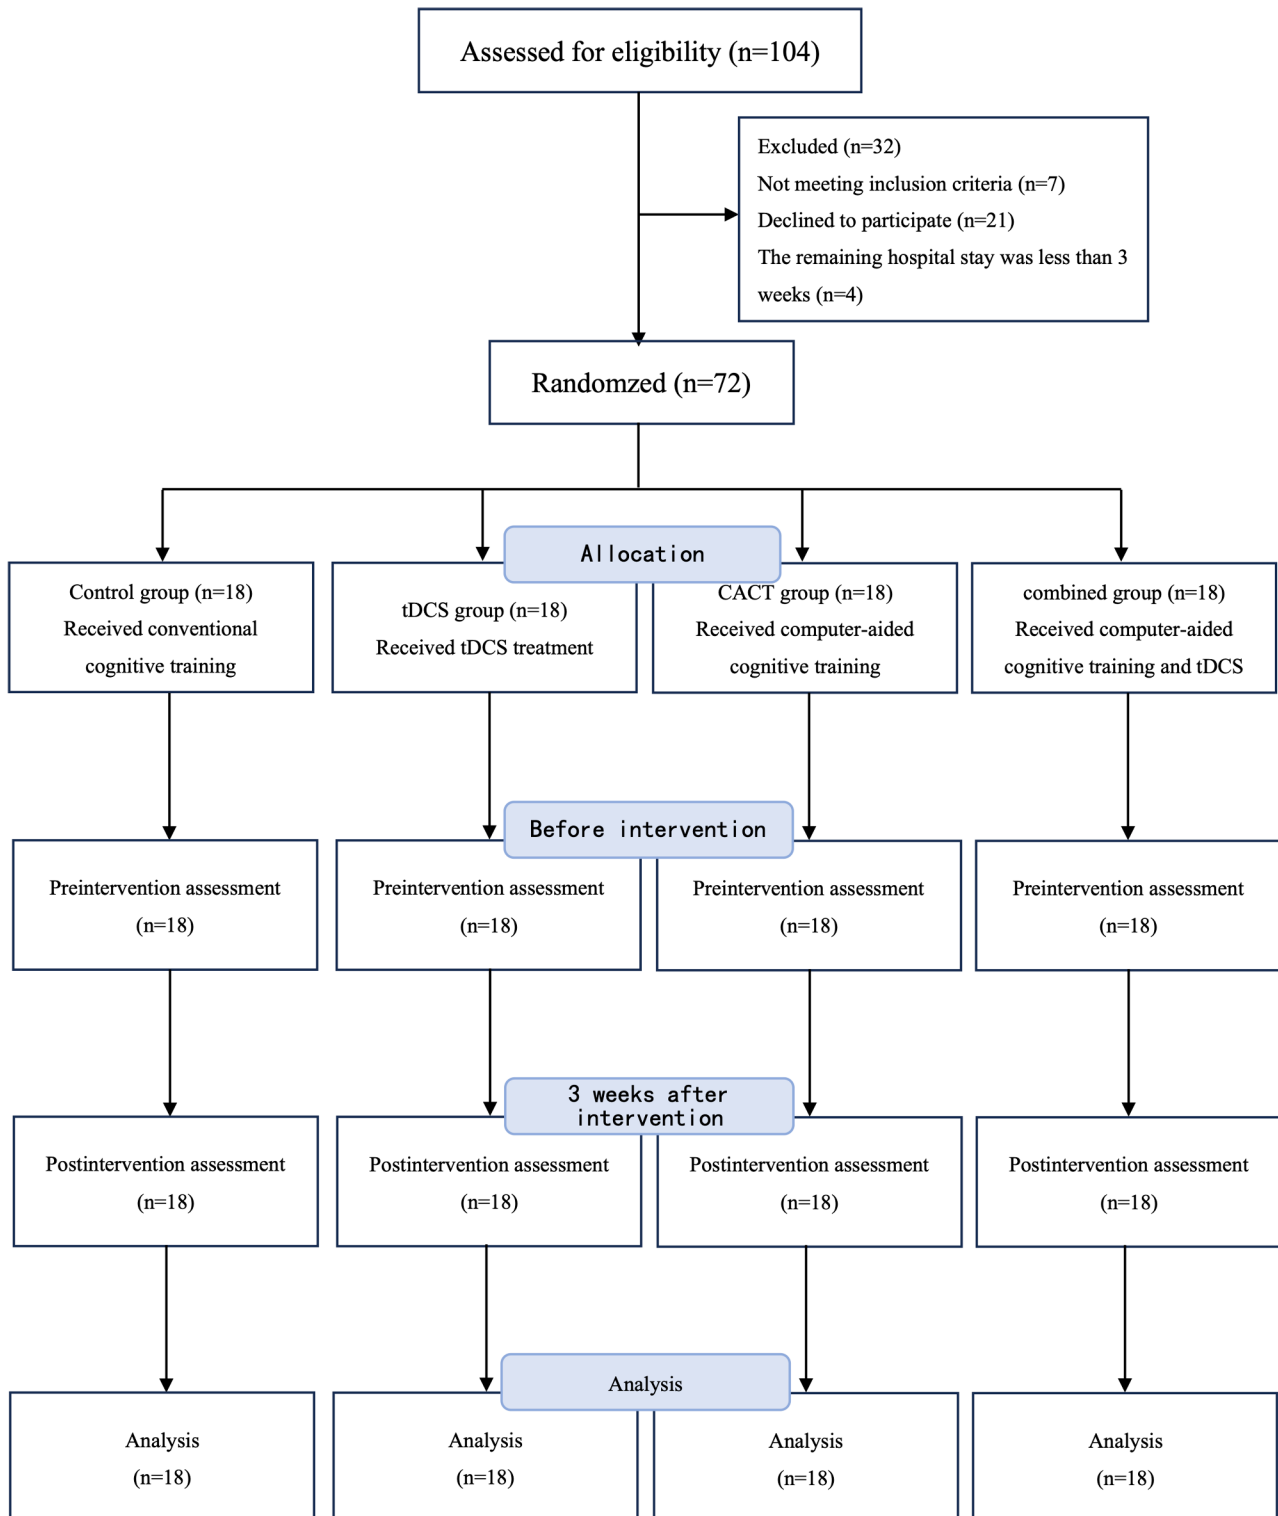 Assessed for eligibility (n=104)
Excluded (n=32)
Not meeting inclusion criteria (n=7)
Declined to participate (n=21)
The remaining hospital stay was less than 3
weeks (n=4)
Randomzed (n=72)
Allocation
Control group (n=18)
Received conventional
cognitive training
tDCS group (n=18)
Received tDCS treatment
CACT group (n=18)
Received computer-aided
cognitive training
combined group (n=18)
Received computer-aided
cognitive training and tDCS
Before intervention
Preintervention assessment
(n=18)
Preintervention assessment
(n=18)
Preintervention assessment
(n=18)
Preintervention assessment
(n=18)
3 weeks after
intervention
Postintervention assessment
(n=18)
Postintervention assessment
(n=18)
Postintervention assessment
(n=18)
Postintervention assessment
(n=18)
Analysis
Analysis
(n=18)
Analysis
(n=18)
Analysis
(n=18)
Analysis
(n=18)